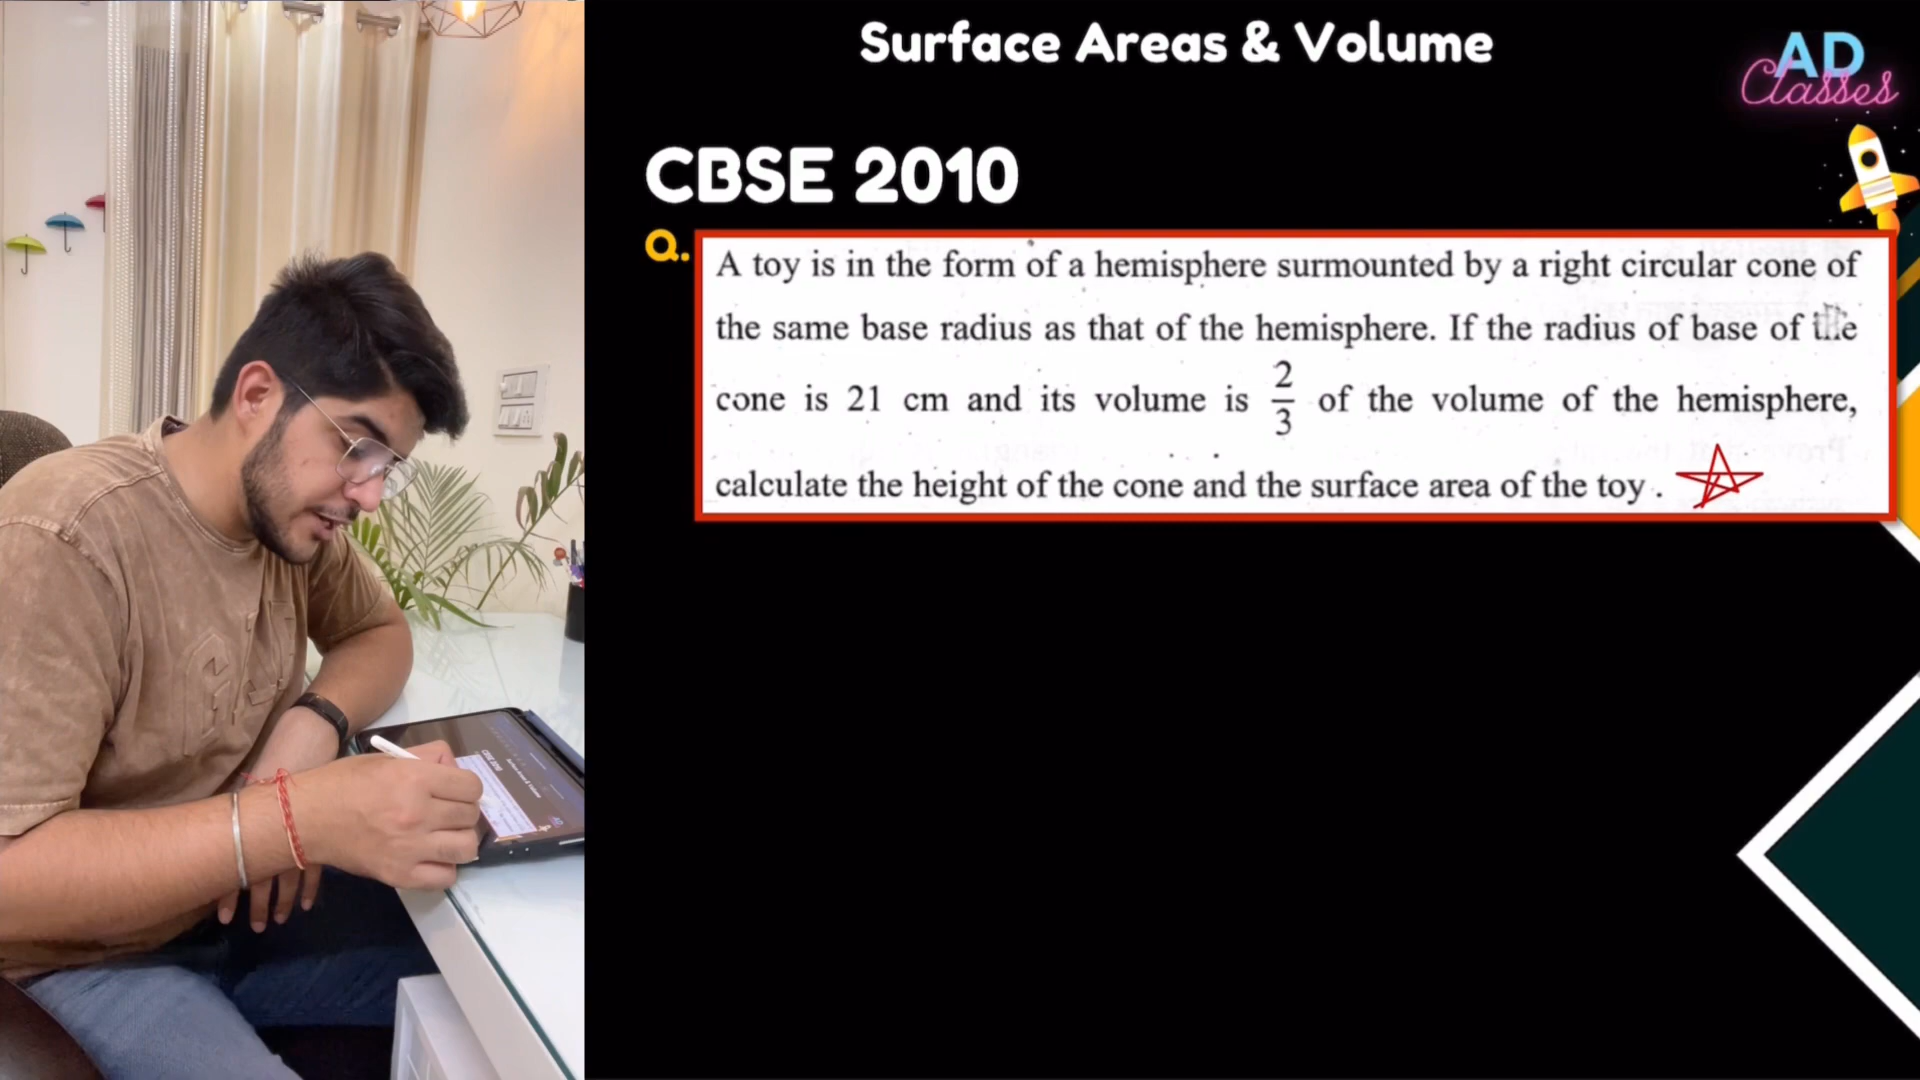 Surface Areas & Volume
AD
Classes
CBSE 2010
Q.
A toy is in the form of a hemisphere surmounted by a right circular cone of
the same base radius as that of the hemisphere. If the radius of base of the
cone is 21 cm and its volume is 2/3 of the volume of the hemisphere,
calculate the height of the cone and the surface area of the toy .